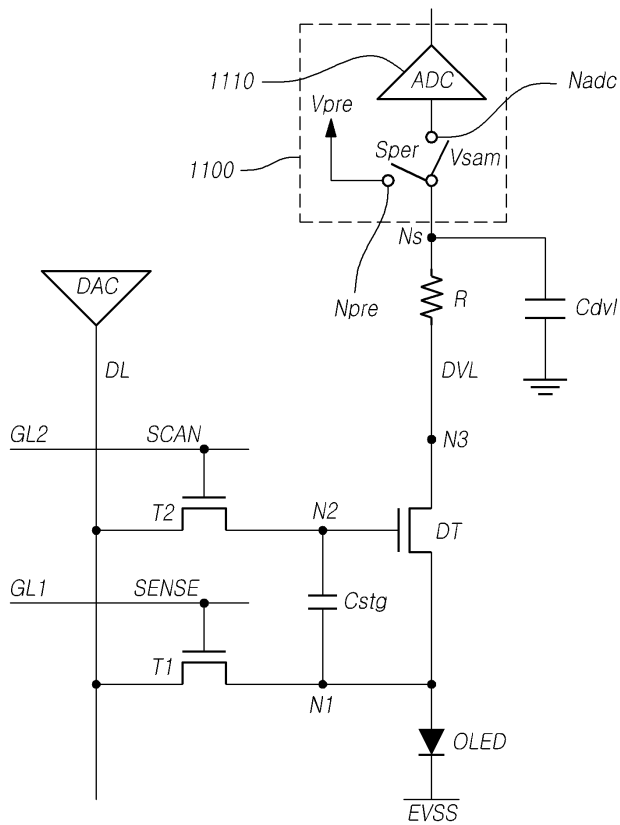 1110
ADC
Nadc
Vpre
Sper
Vsam
1100
Ns
DAC
Npre
R
Cdvl
DL
DVL
GL2
SCAN
N3
T2
N2
DT
GL1
SENSE
Cstg
T1
N1
OLED
EVSS